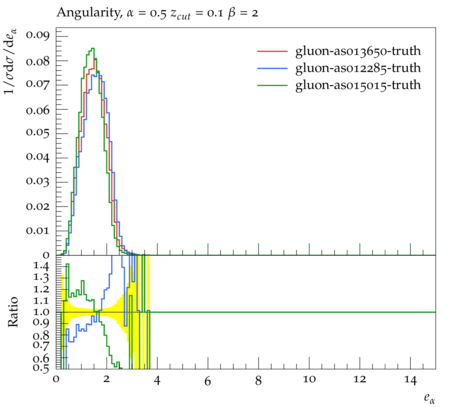 Angularity, α = 0.5 z_cut = 0.1 β = 2
1/σ dσ/de_α
0.09
0.08
0.07
0.06
0.05
0.04
0.03
0.02
0.01
0
gluon-as013650-truth
gluon-as012285-truth
gluon-as015015-truth
Ratio
1.4
1.3
1.2
1.1
1.0
0.9
0.8
0.7
0.6
0.5
0 2 4 6 8 10 12 14
e_α